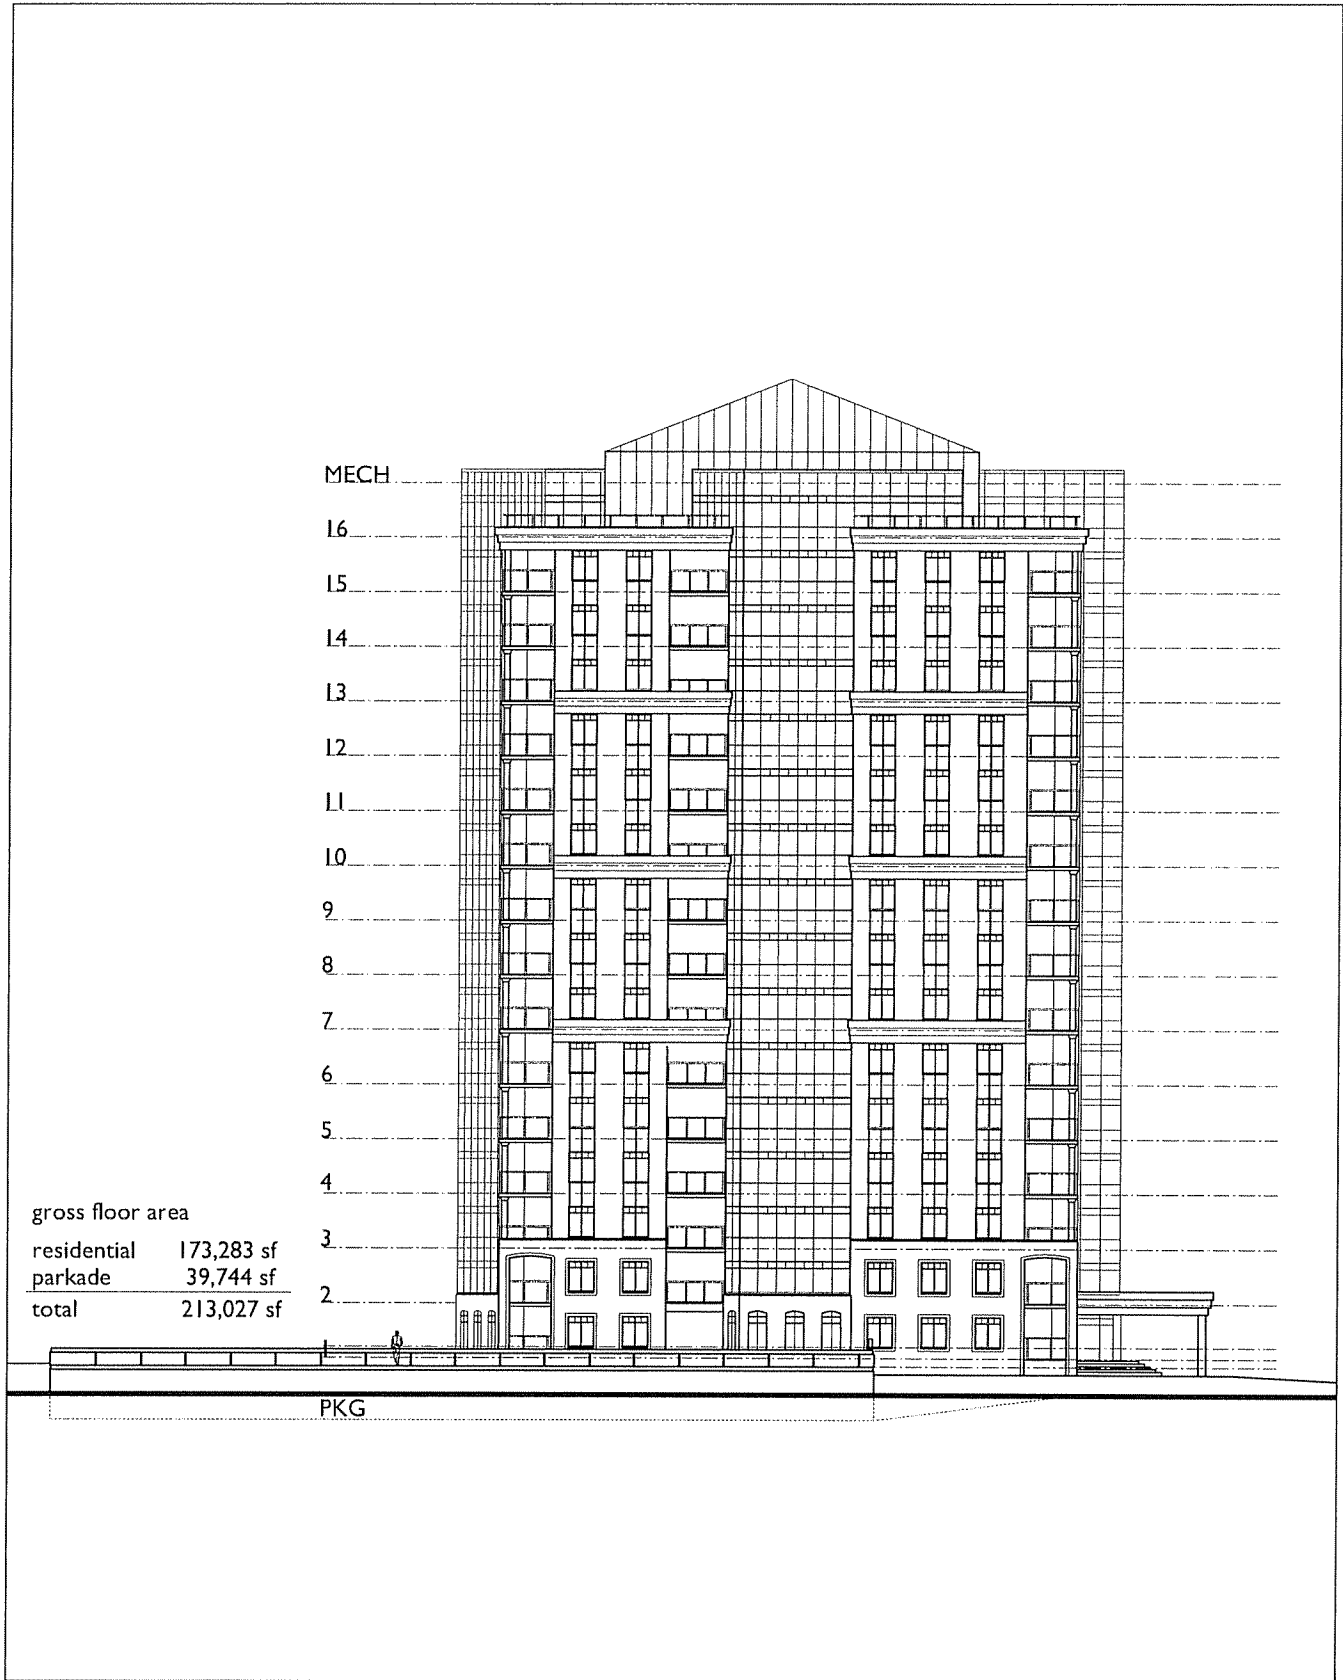 MECH
16
15
14
13
12
11
10
9
8
7
6
5
4
3
2
1
PKG
gross floor area
residential 173,283 sf
parkade 39,744 sf
total 213,027 sf